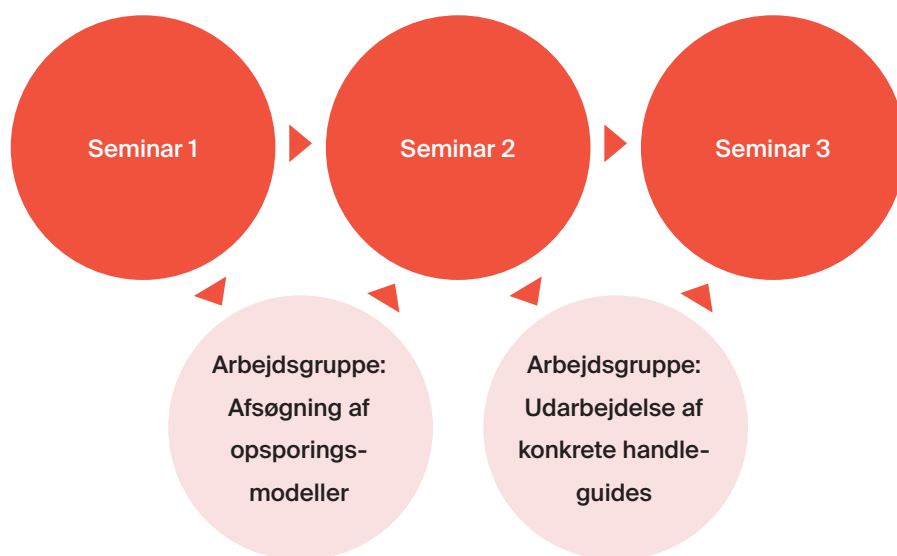 Seminar 1
Seminar 2
Seminar 3
Arbejdsgruppe:
Afsøgning af
opsporings-
modeller
Arbejdsgruppe:
Udarbejdelse af
konkrete handle-
guides